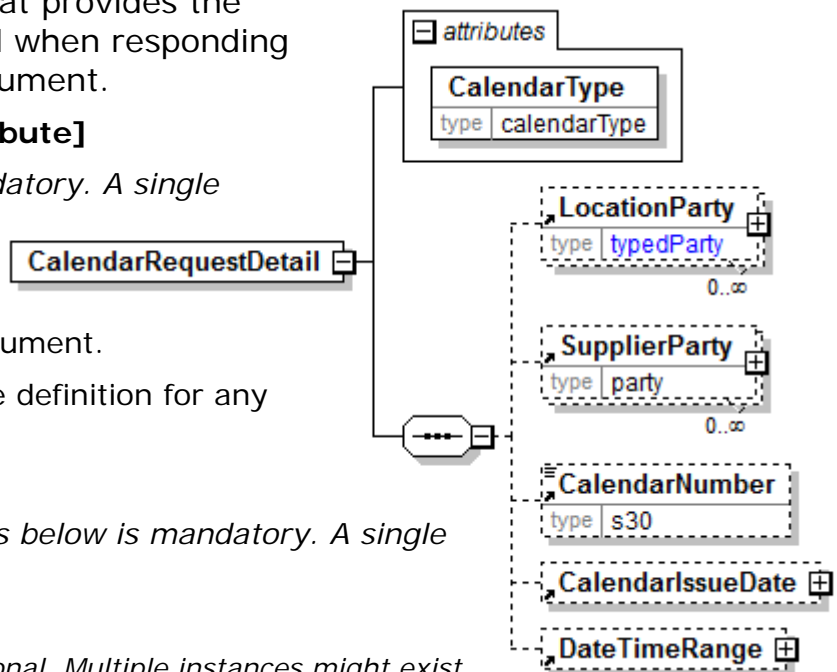 at provides the
when responding
ument.
bute]
datory. A single
ument.
e definition for any
s below is mandatory. A single
onal. Multiple instances might exist
attributes
CalendarType
type calendarType
CalendarRequestDetail
LocationParty
type typedParty
0..∞
SupplierParty
type party
0..∞
CalendarNumber
type s30
CalendarIssueDate
DateTimeRange